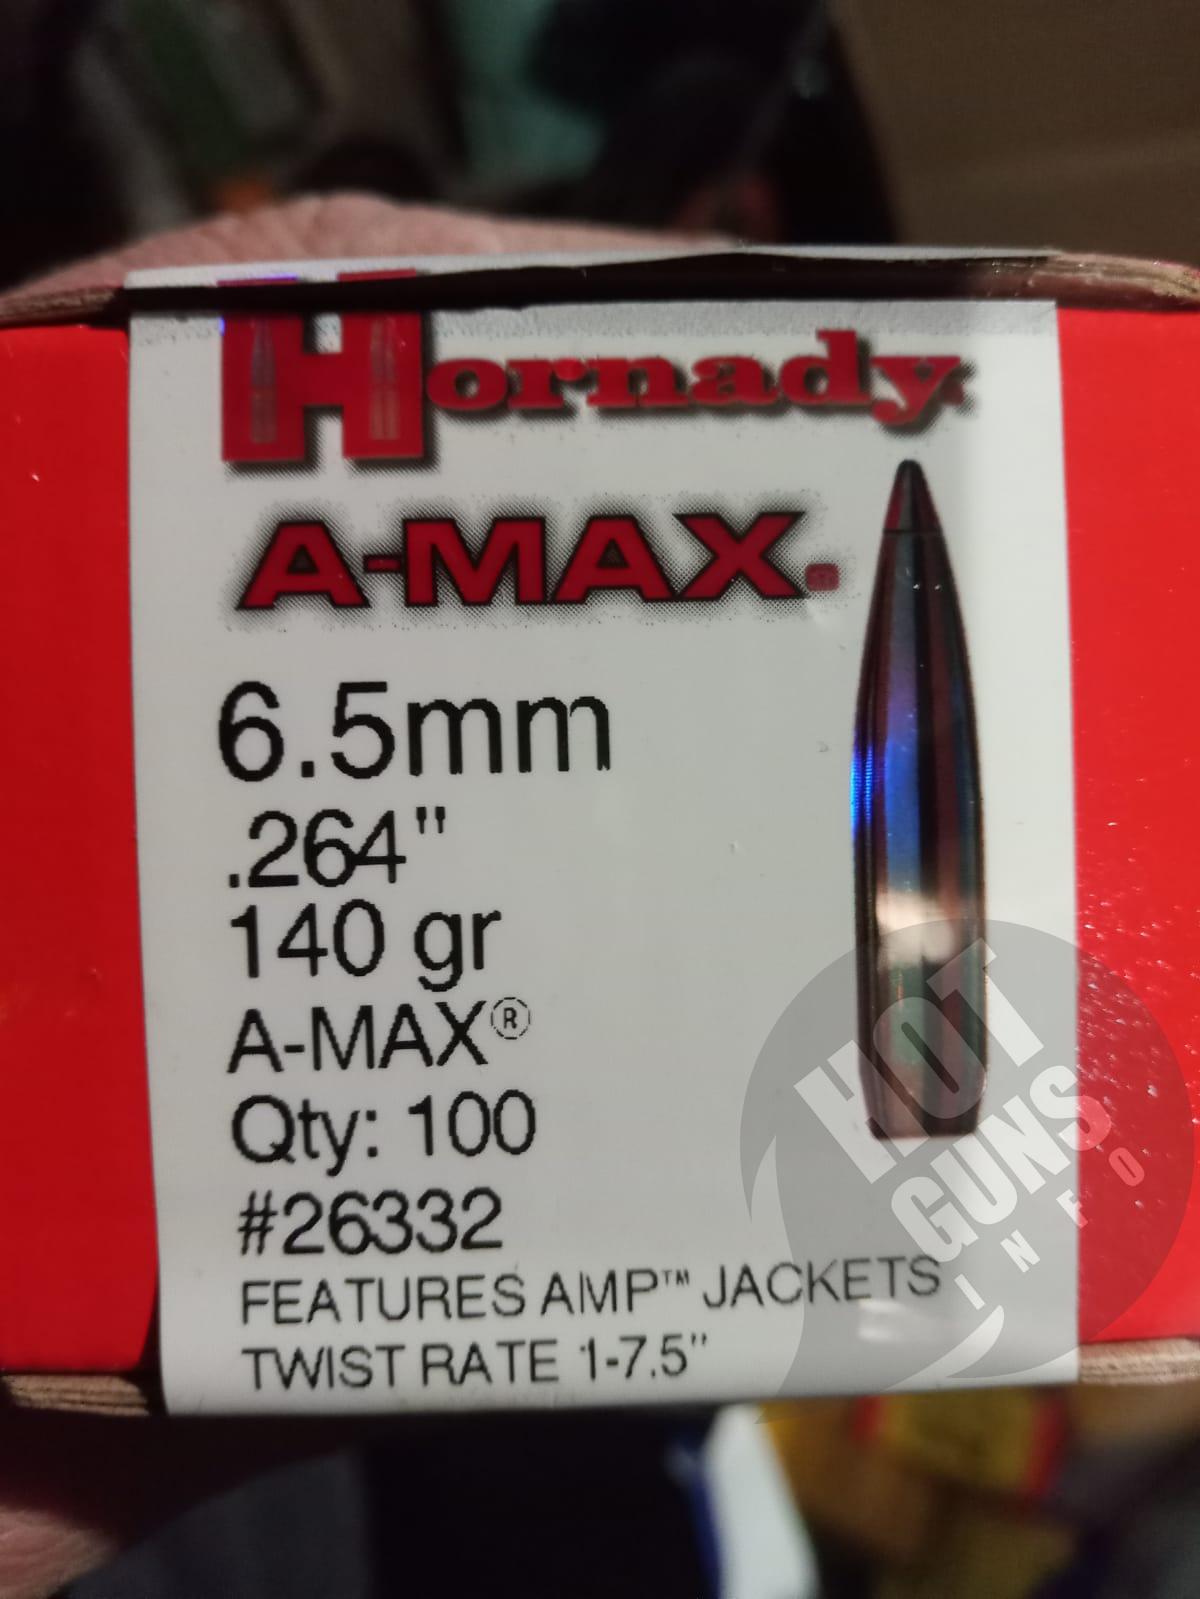 Hornady
A-MAX
6.5mm
.264"
140 gr
A-MAX®
Qty: 100
#26332
FEATURES AMP™ JACKETS
TWIST RATE 1-7.5"
HOT
GUNS
INFO